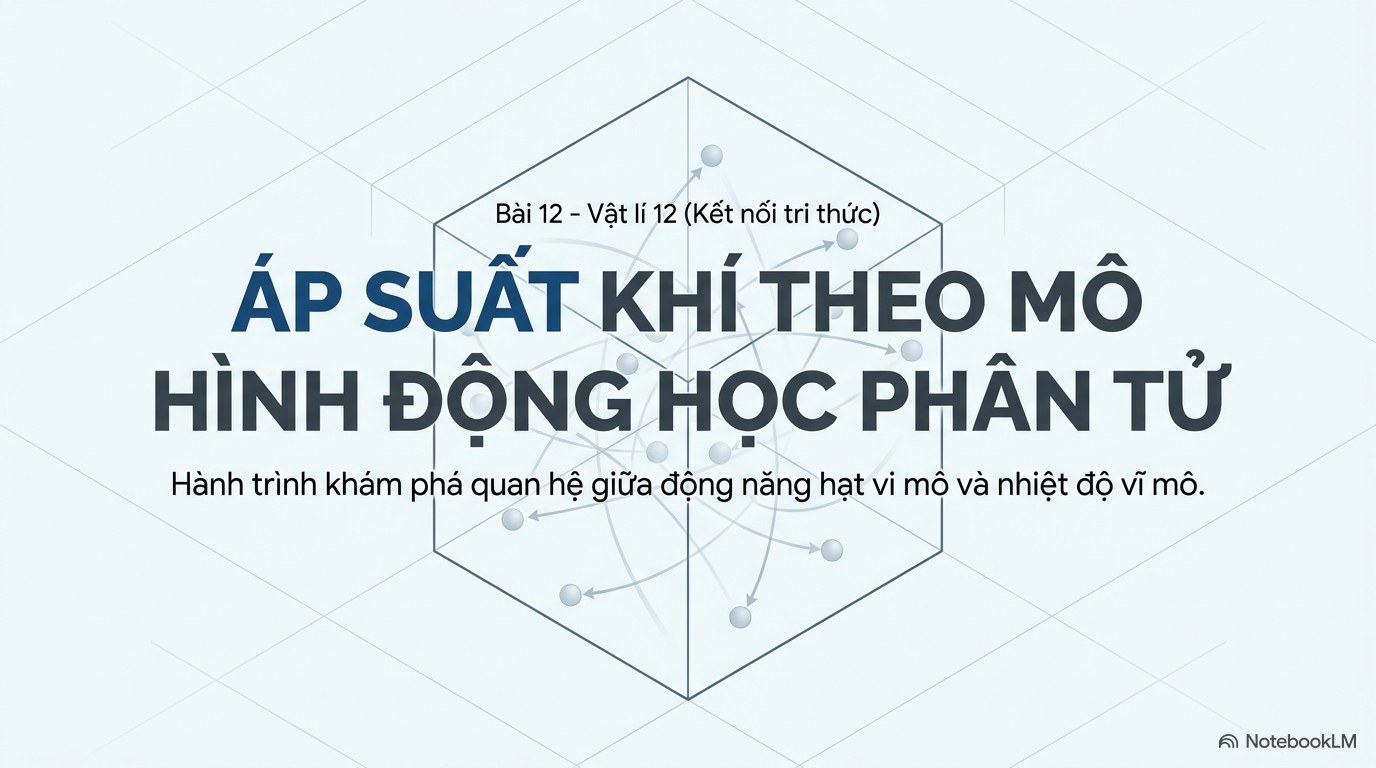 Bài 12 - Vật lí 12 (Kết nối tri thức)
ÁP SUẤT KHÍ THEO MÔ
HÌNH ĐỘNG HỌC PHÂN TỬ
Hành trình khám phá quan hệ giữa động năng hạt vi mô và nhiệt độ vĩ mô.
NotebookLM